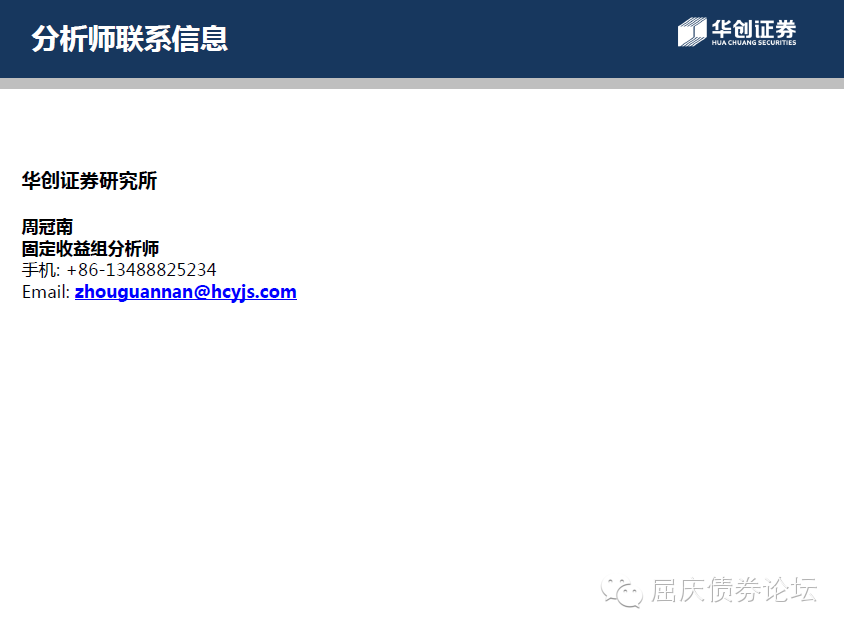 分析师联系信息
华创证券
HUA CHUANG SECURITIES
华创证券研究所
周冠南
固定收益组分析师
手机: +86-13488825234
Email: zhouguannan@hcyjs.com
屈庆债券论坛